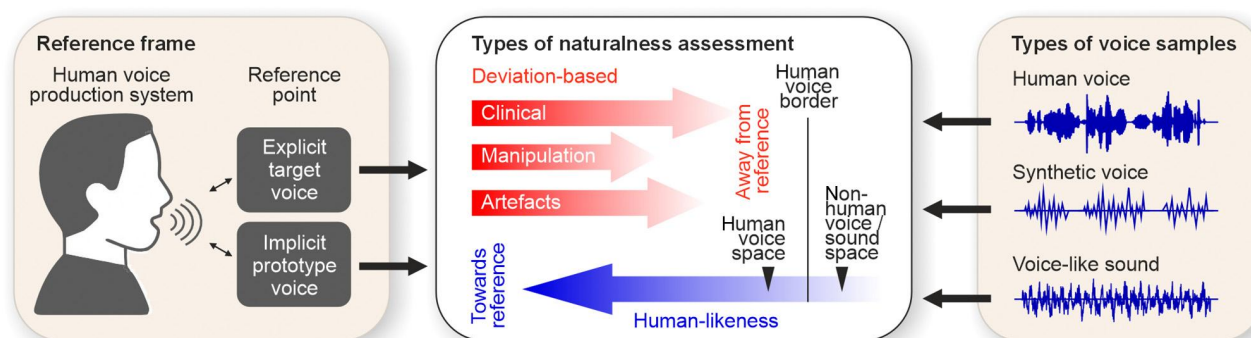 Reference frame
Human voice
production system
Reference
point
Explicit
target
voice
Implicit
prototype
voice
Types of naturalness assessment
Deviation-based
Clinical
Manipulation
Artefacts
Away from
reference
Human
voice
border
Human
voice
space
Non-
human
voice/
sound
space
Towards
reference
Human-likeness
Types of voice samples
Human voice
Synthetic voice
Voice-like sound